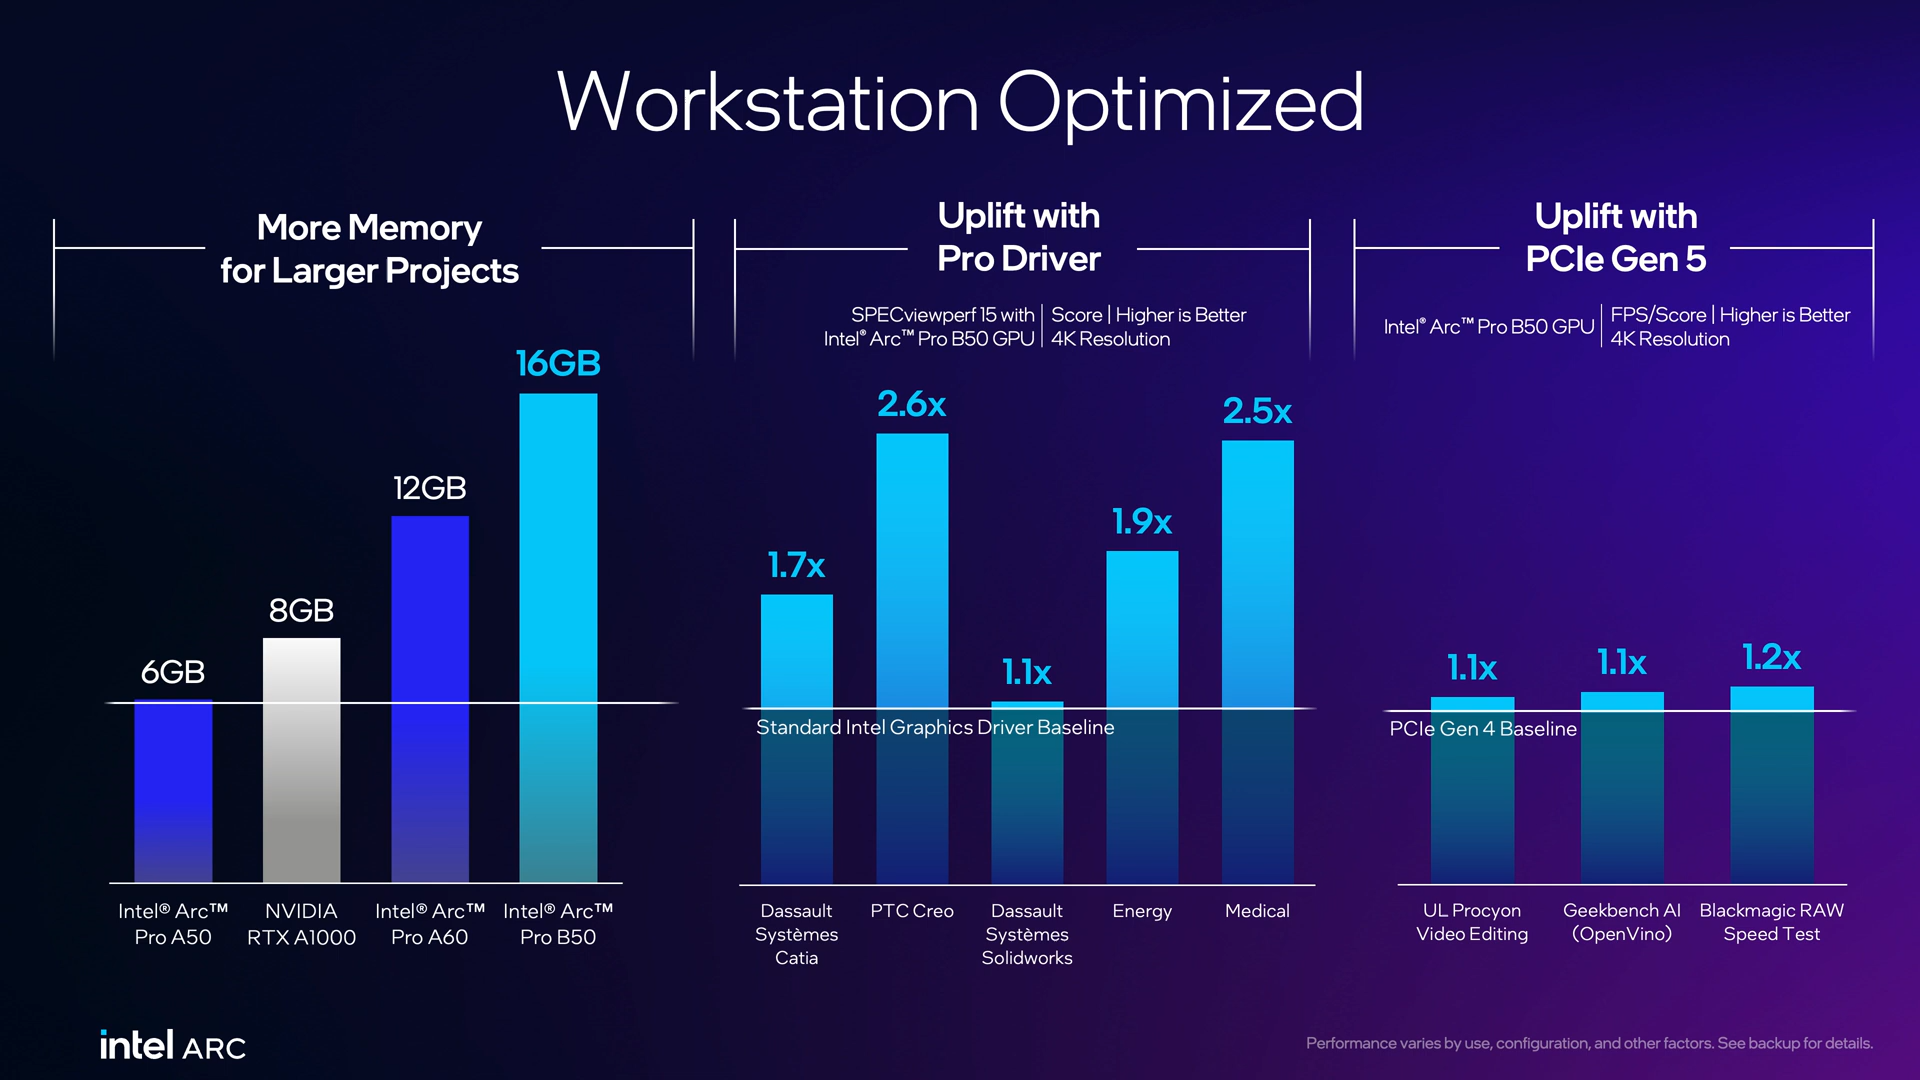 Workstation Optimized
More Memory
for Larger Projects
16GB
12GB
8GB
6GB
Intel® Arc™
Pro A50
NVIDIA
RTX A1000
Intel® Arc™
Pro A60
Intel® Arc™
Pro B50
Uplift with
Pro Driver
SPECviewperf 15 with
Intel® Arc™ Pro B50 GPU
Score | Higher is Better
4K Resolution
1.7x
2.6x
1.1x
1.9x
2.5x
Standard Intel Graphics Driver Baseline
Dassault
Systèmes
Catia
PTC Creo
Dassault
Systèmes
Solidworks
Energy
Medical
Uplift with
PCIe Gen 5
Intel® Arc™ Pro B50 GPU
FPS/Score | Higher is Better
4K Resolution
1.1x
1.1x
1.2x
PCIe Gen 4 Baseline
UL Procyon
Video Editing
Geekbench AI
(OpenVino)
Blackmagic RAW
Speed Test
intel ARC
Performance varies by use, configuration, and other factors. See backup for details.